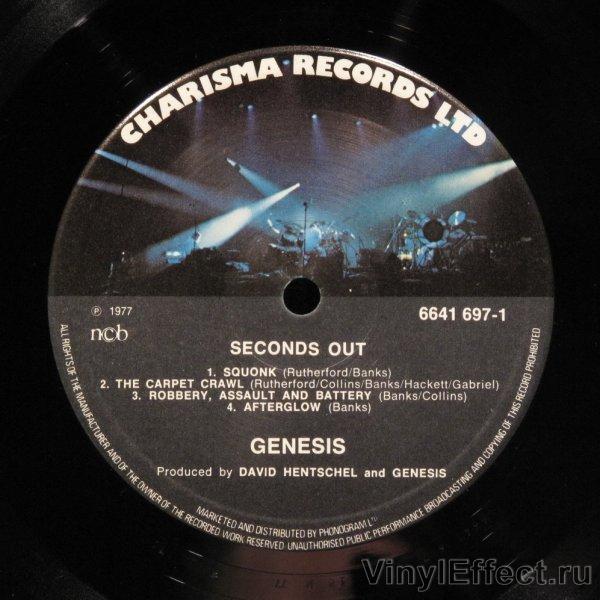 CHARISMA RECORDS LTD
℗ 1977
ncb
6641 697-1
SECONDS OUT
1. SQUONK (Rutherford/Banks)
2. THE CARPET CRAWL (Rutherford/Collins/Banks/Hackett/Gabriel)
3. ROBBERY, ASSAULT AND BATTERY (Banks/Collins)
4. AFTERGLOW (Banks)
GENESIS
Produced by DAVID HENTSCHEL and GENESIS
ALL RIGHTS OF THE MANUFACTURER AND OF THE OWNER OF THE RECORDED WORK RESERVED UNAUTHORISED PUBLIC PERFORMANCE BROADCASTING AND COPYING OF THIS RECORD PROHIBITED
MARKETED AND DISTRIBUTED BY PHONOGRAM LTD
VinylEffect.ru